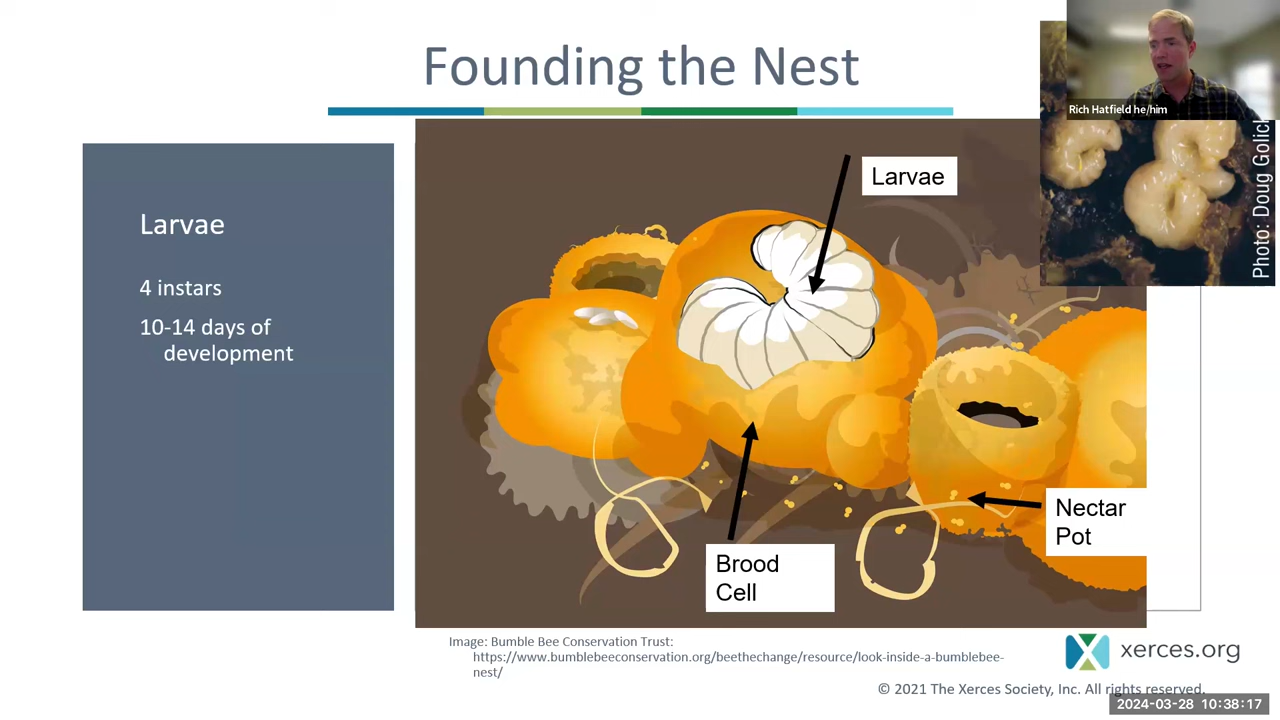 Founding the Nest
Rich Hatfield he/him
Photo: Doug Golick
Larvae
4 instars
10-14 days of
development
Larvae
Nectar
Pot
Brood
Cell
Image: Bumble Bee Conservation Trust:
https://www.bumblebeeconservation.org/beethechange/resource/look-inside-a-bumblebee-
nest/
xerces.org
© 2021 The Xerces Society, Inc. All rights reserved.
2024-03-28 10:38:17